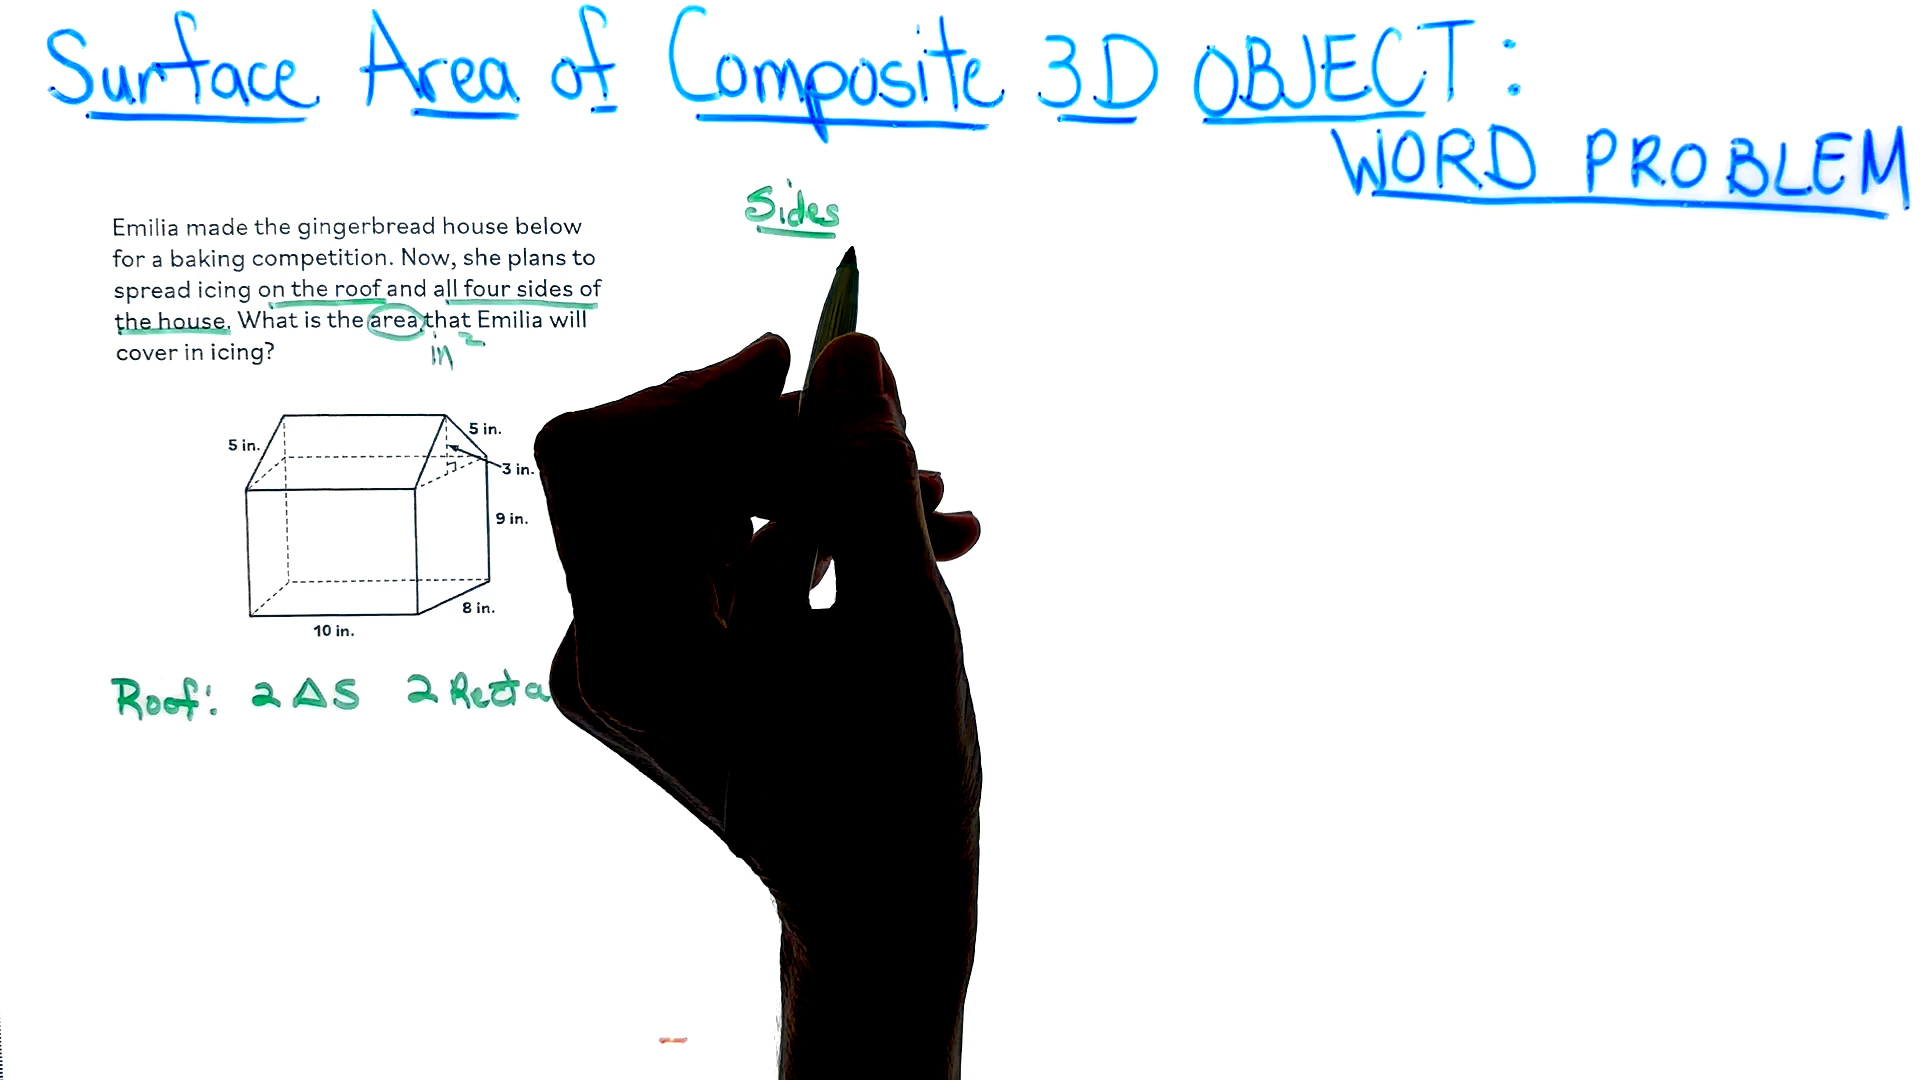 Surface Area of Composite 3D OBJECT:
WORD PROBLEM
Sides
Emilia made the gingerbread house below
for a baking competition. Now, she plans to
spread icing on the roof and all four sides of
the house. What is the area that Emilia will
in²
cover in icing?
5 in.
5 in.
3 in.
9 in.
8 in.
10 in.
Roof: 2 △S 2 Recta